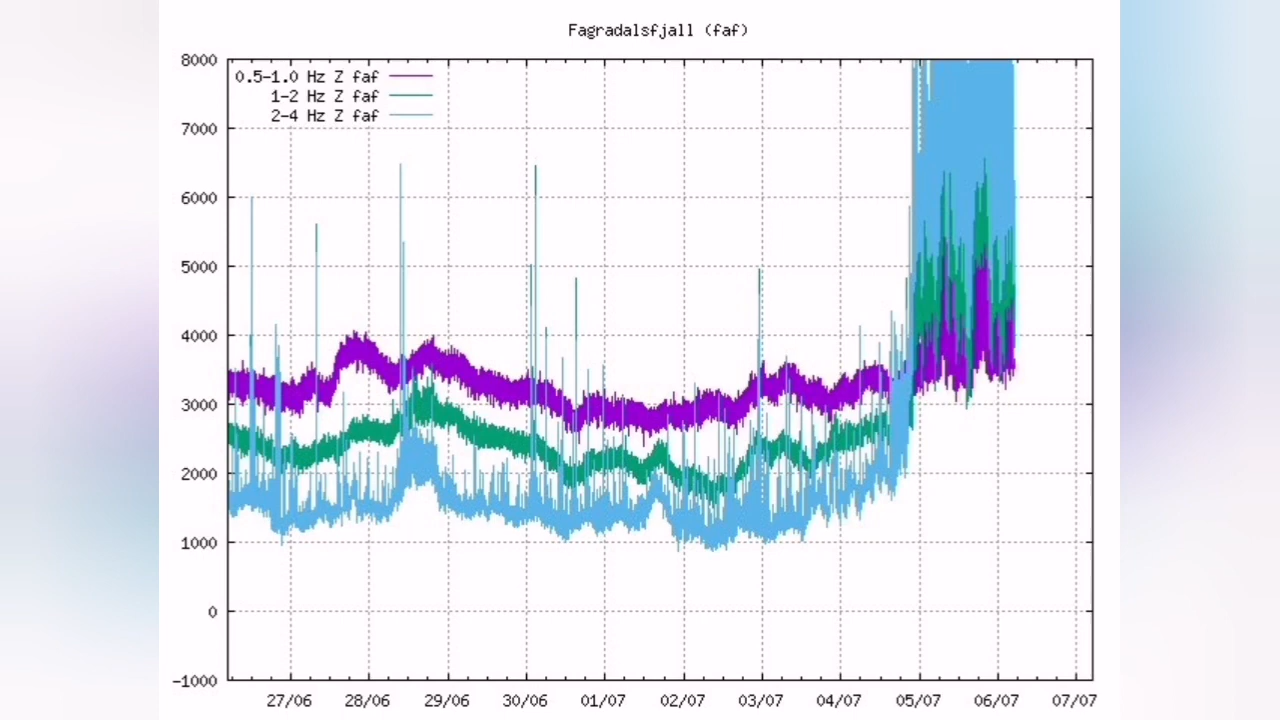 Fagradalsfjall (faf)
8000
0.5-1.0 Hz Z faf
1-2 Hz Z faf
2-4 Hz Z faf
7000
6000
5000
4000
3000
2000
1000
0
-1000
27/06 28/06 29/06 30/06 01/07 02/07 03/07 04/07 05/07 06/07 07/07